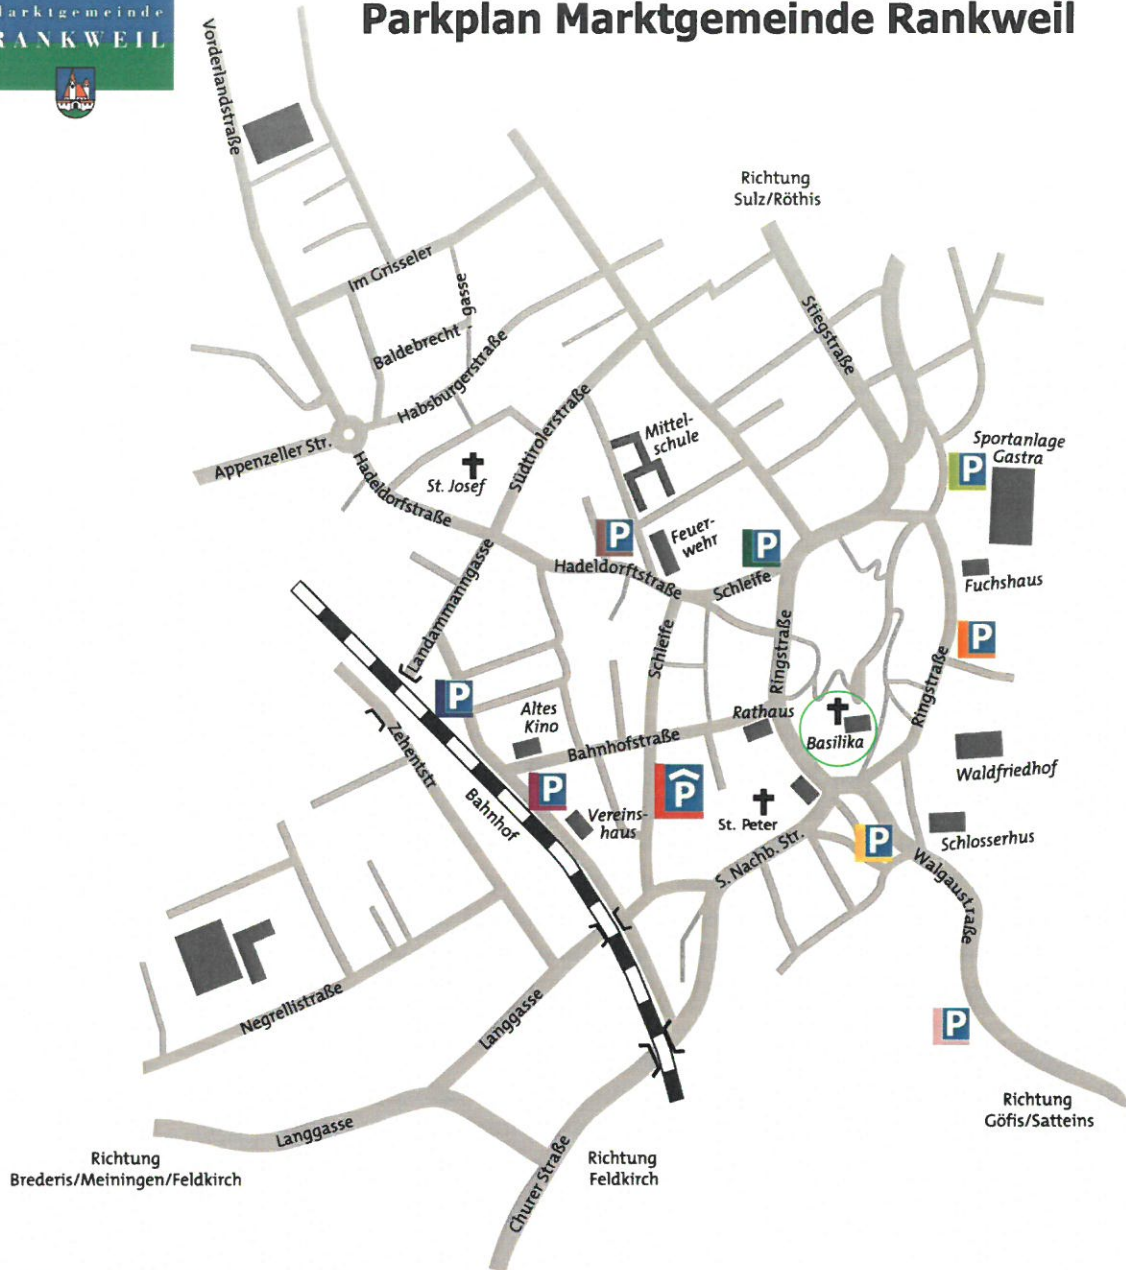 Marktgemeinde
RANKWEIL
Parkplan Marktgemeinde Rankweil
Vorderlandstraße
Richtung
Sulz/Röthis
Im Grisseler
Baldebrecht-
gasse
Stiegstraße
Habsburgerstraße
Südtirolerstraße
Appenzeller Str.
Hadeldorfstraße
St. Josef
Mittel-
schule
Sportanlage
Gastra
P
P
P
Feuer-
wehr
Hadeldorftstraße
Schleife
Fuchshaus
Landammanngasse
Schleife
Ringstraße
P
Ringstraße
P
Altes
Kino
Rathaus
Basilika
Zehentstr
Bahnhofstraße
Waldfriedhof
Bahnhof
P
P
Vereins-
haus
St. Peter
S. Nachb. Str.
P
Schlosserhus
Walgaustraße
Negrellistraße
Langgasse
P
Langgasse
Richtung
Göfis/Satteins
Richtung
Brederis/Meiningen/Feldkirch
Churer Straße
Richtung
Feldkirch